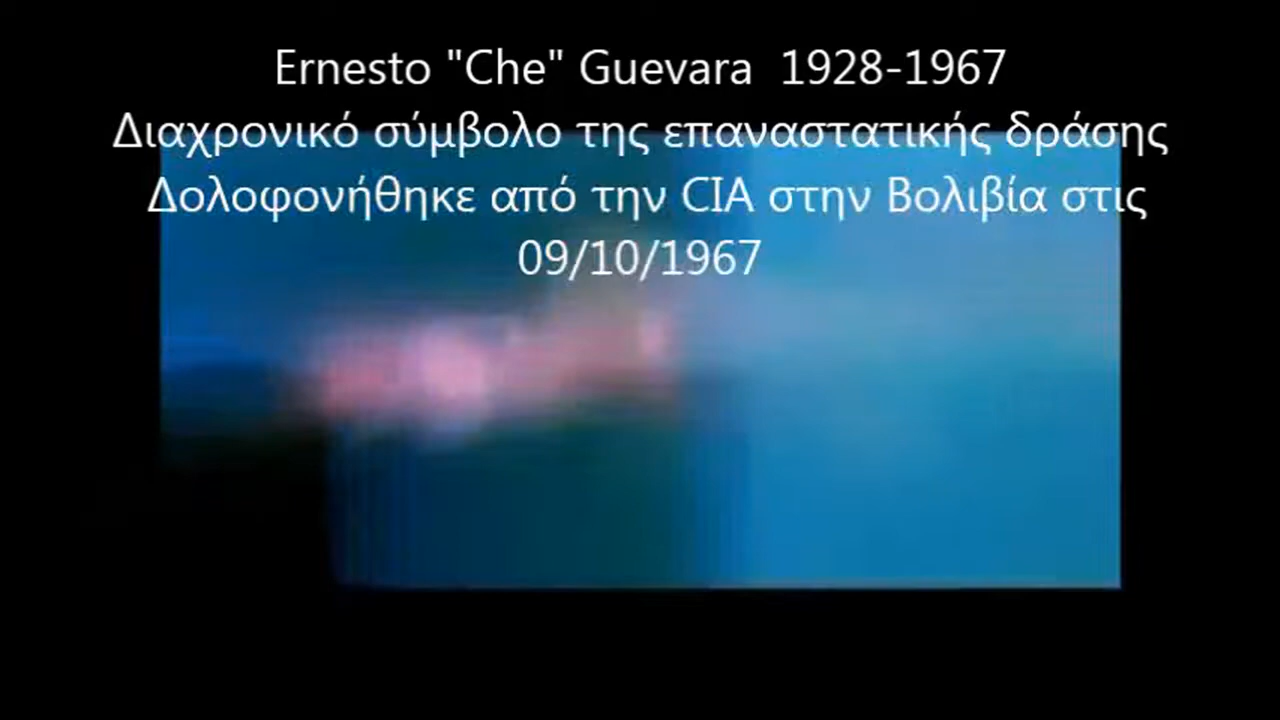 Ernesto "Che" Guevara  1928-1967
Διαχρονικό σύμβολο της επαναστατικής δράσης
Δολοφονήθηκε από την CIA στην Βολιβία στις
09/10/1967